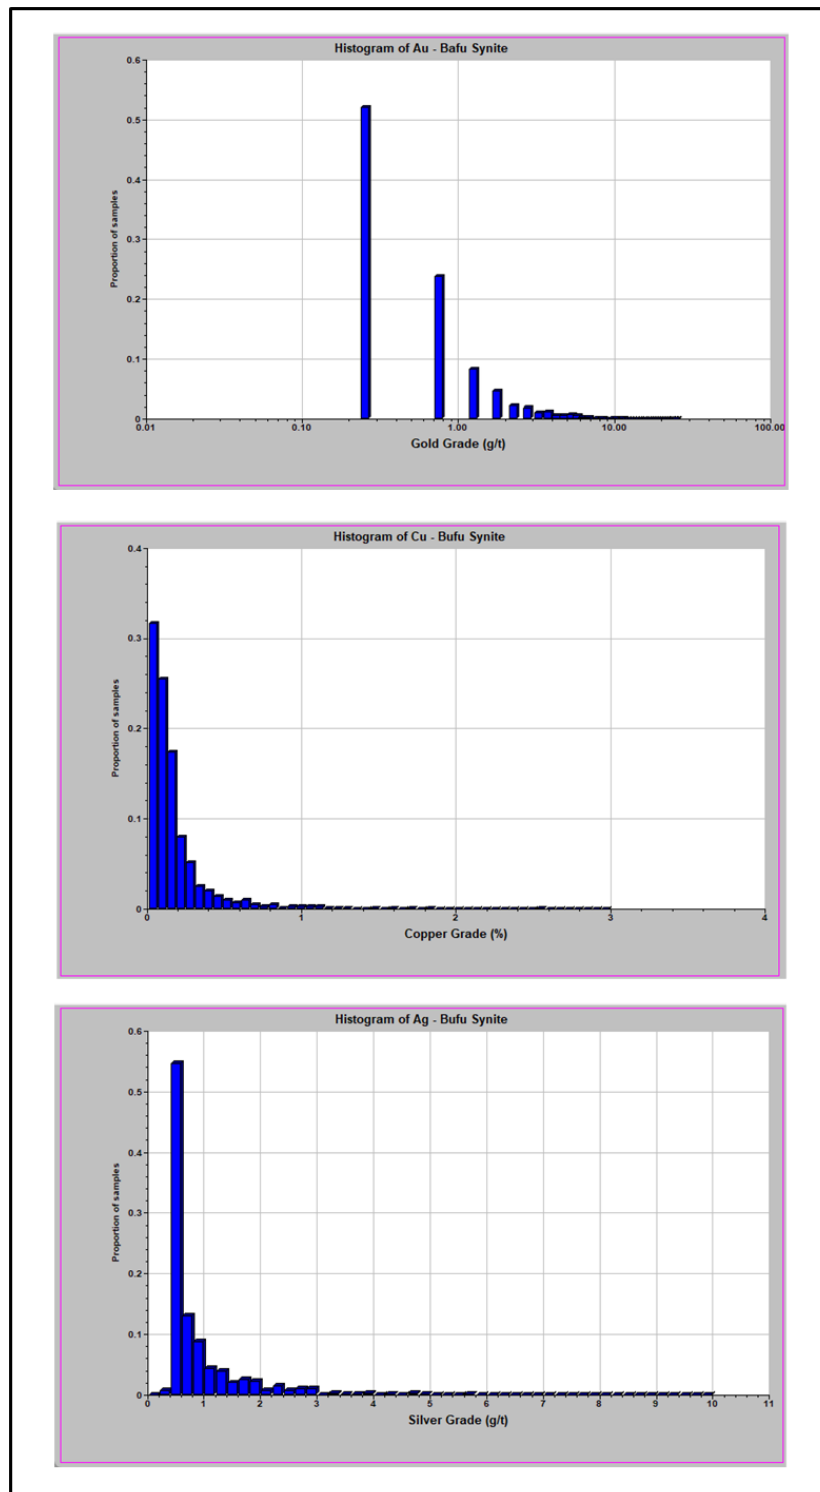 Histogram of Au - Bafu Synite
0.6
0.5
0.4
0.3
0.2
0.1
0
Proportion of samples
0.01 0.10 1.00 10.00 100.00
Gold Grade (g/t)
Histogram of Cu - Bufu Synite
0.4
0.3
0.2
0.1
0
Proportion of samples
0 1 2 3 4
Copper Grade (%)
Histogram of Ag - Bufu Synite
0.6
0.5
0.4
0.3
0.2
0.1
0
Proportion of samples
0 1 2 3 4 5 6 7 8 9 10 11
Silver Grade (g/t)